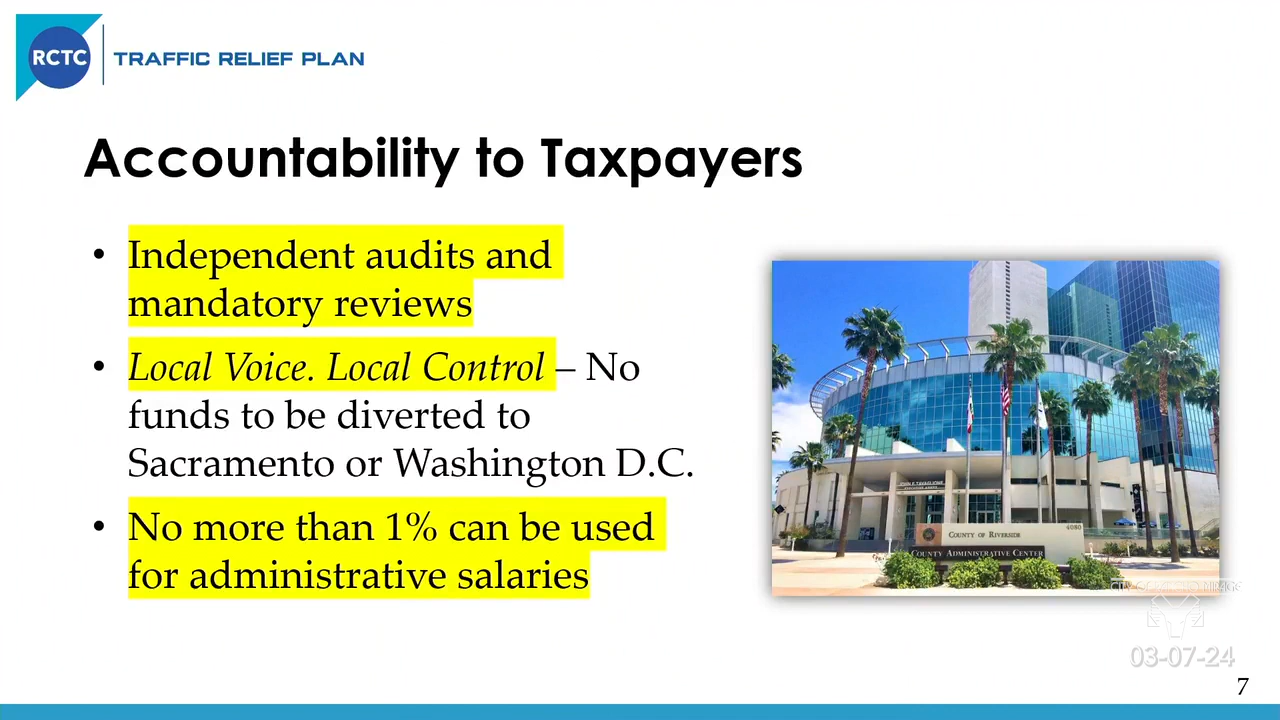 RCTC
TRAFFIC RELIEF PLAN
Accountability to Taxpayers
• Independent audits and
mandatory reviews
• Local Voice. Local Control – No
funds to be diverted to
Sacramento or Washington D.C.
• No more than 1% can be used
for administrative salaries
4080
COUNTY OF RIVERSIDE
COUNTY ADMINISTRATIVE CENTER
03-07-24
7